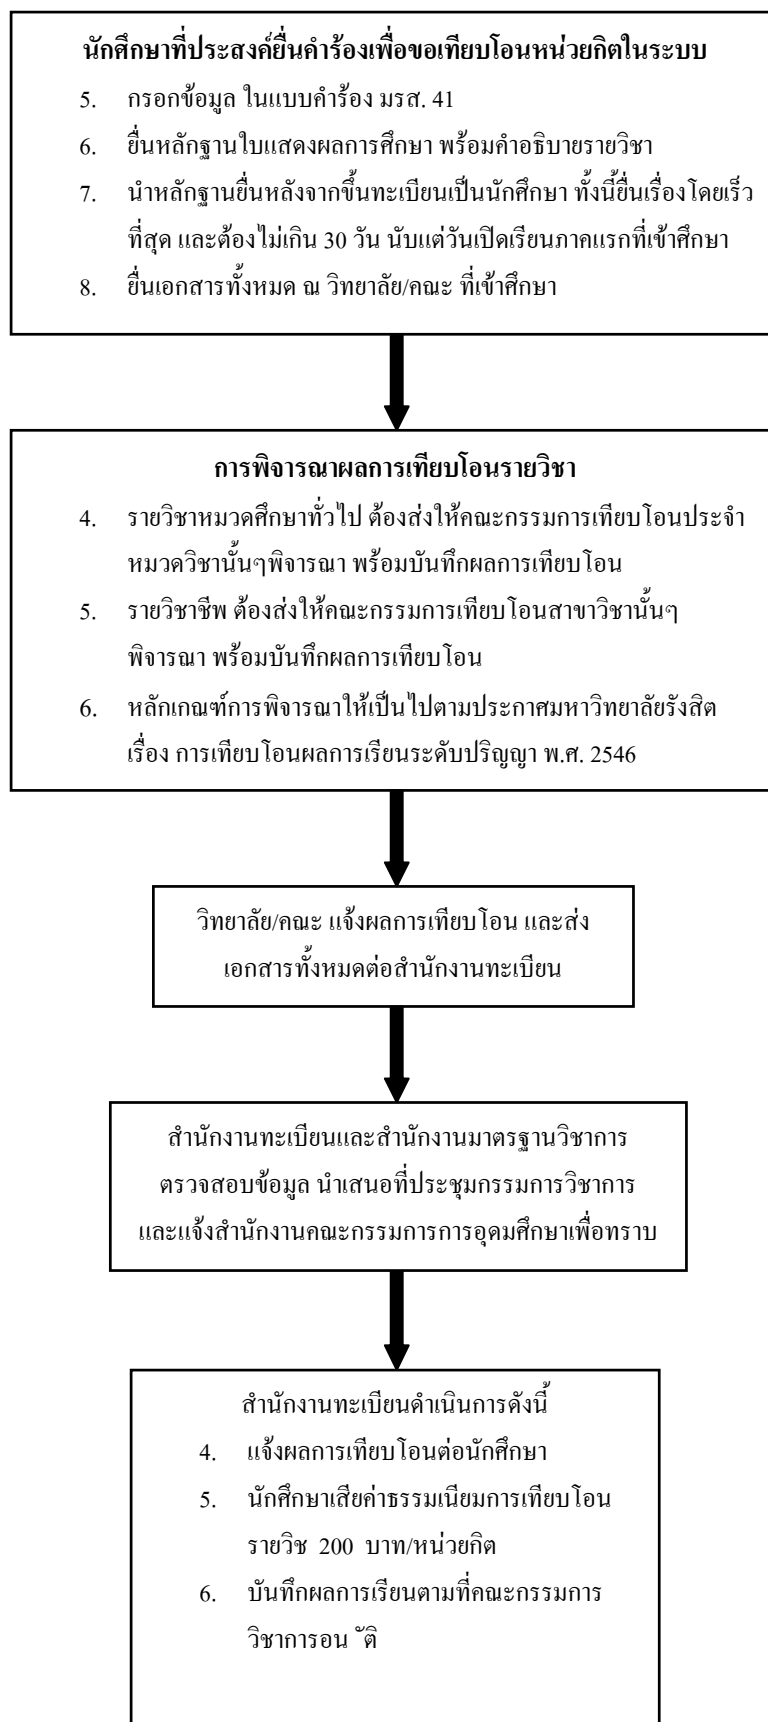 นักศึกษาที่ประสงค์ยื่นคำร้องเพื่อขอเทียบโอนหน่วยกิตในระบบ
5. กรอกข้อมูล ในแบบคำร้อง มรส. 41
6. ยื่นหลักฐานใบแสดงผลการศึกษา พร้อมคำอธิบายรายวิชา
7. นำหลักฐานยื่นหลังจากขึ้นทะเบียนเป็นนักศึกษา ทั้งนี้ยื่นเรื่องโดยเร็ว
ที่สุด และต้องไม่เกิน 30 วัน นับแต่วันเปิดเรียนภาคแรกที่เข้าศึกษา
8. ยื่นเอกสารทั้งหมด ณ วิทยาลัย/คณะ ที่เข้าศึกษา
การพิจารณาผลการเทียบโอนรายวิชา
4. รายวิชาหมวดศึกษาทั่วไป ต้องส่งให้คณะกรรมการเทียบโอนประจำ
หมวดวิชานั้นๆพิจารณา พร้อมบันทึกผลการเทียบโอน
5. รายวิชาชีพ ต้องส่งให้คณะกรรมการเทียบโอนสาขาวิชานั้นๆ
พิจารณา พร้อมบันทึกผลการเทียบโอน
6. หลักเกณฑ์การพิจารณาให้เป็นไปตามประกาศมหาวิทยาลัยรังสิต
เรื่อง การเทียบโอนผลการเรียนระดับปริญญา พ.ศ. 2546
วิทยาลัย/คณะ แจ้งผลการเทียบโอน และส่ง
เอกสารทั้งหมดต่อสำนักงานทะเบียน
สำนักงานทะเบียนและสำนักงานมาตรฐานวิชาการ
ตรวจสอบข้อมูล นำเสนอที่ประชุมกรรมการวิชาการ
และแจ้งสำนักงานคณะกรรมการการอุดมศึกษาเพื่อทราบ
สำนักงานทะเบียนดำเนินการดังนี้
4. แจ้งผลการเทียบโอนต่อนักศึกษา
5. นักศึกษาเสียค่าธรรมเนียมการเทียบโอน
รายวิช 200 บาท/หน่วยกิต
6. บันทึกผลการเรียนตามที่คณะกรรมการ
วิชาการอน ัติ